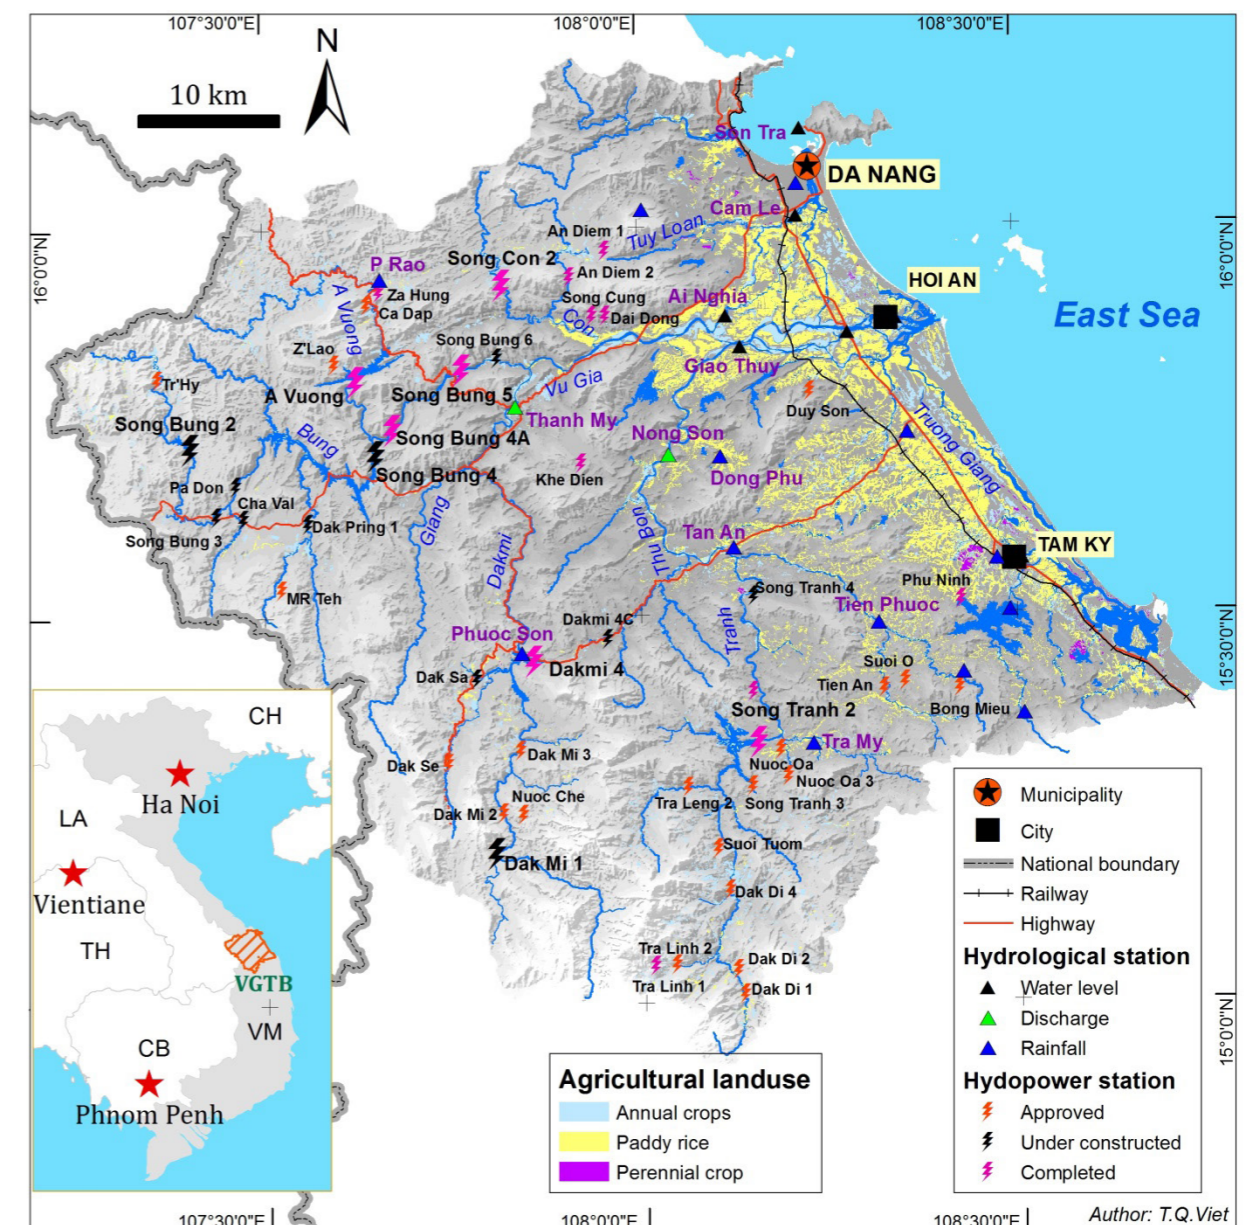 107°30'0"E
108°0'0"E
108°30'0"E
N
10 km
Son Tra
DA NANG
Cam Le
An Diem 1
Tuy Loan
16°0'0"N
16°0'0"N
P Rao
Song Con 2
An Diem 2
HOI AN
Za Hung
Ca Dap
A Vuong
Song Cung
Dai Dong
Con
Ai Nghia
East Sea
Song Bung 6
Z'Lao
Giao Thuy
Tr'Hy
A Vuong
Song Bung 5
Vu Gia
Duy Son
Song Bung 2
Thanh My
Truong Giang
Bung
Song Bung 4A
Nong Son
Pa Don
Song Bung 4
Khe Dien
Dong Phu
Cha Val
Song Bung 3
Dak Pring 1
Giang
Dakmi
Thu Bon
Tan An
TAM KY
MR Teh
Song Tranh 4
Phu Ninh
Tranh
Tien Phuoc
Dakmi 4C
Phuoc Son
15°30'0"N
Dak Sa
Dakmi 4
Suoi O
Tien An
Bong Mieu
Song Tranh 2
Tra My
Dak Mi 3
Dak Se
Nuoc Oa
Nuoc Oa 3
Nuoc Che
Tra Leng 2
Song Tranh 3
Dak Mi 2
Suoi Tuom
Dak Mi 1
Dak Di 4
Tra Linh 2
Dak Di 2
Tra Linh 1
Dak Di 1
15°0'0"N
CH
Ha Noi
LA
Vientiane
TH
VGTB
VM
CB
Phnom Penh
Agricultural landuse
Annual crops
Paddy rice
Perennial crop
Municipality
City
National boundary
Railway
Highway
Hydrological station
Water level
Discharge
Rainfall
Hydopower station
Approved
Under constructed
Completed
107°30'0"E
108°0'0"E
108°30'0"E
Author: T.Q.Viet